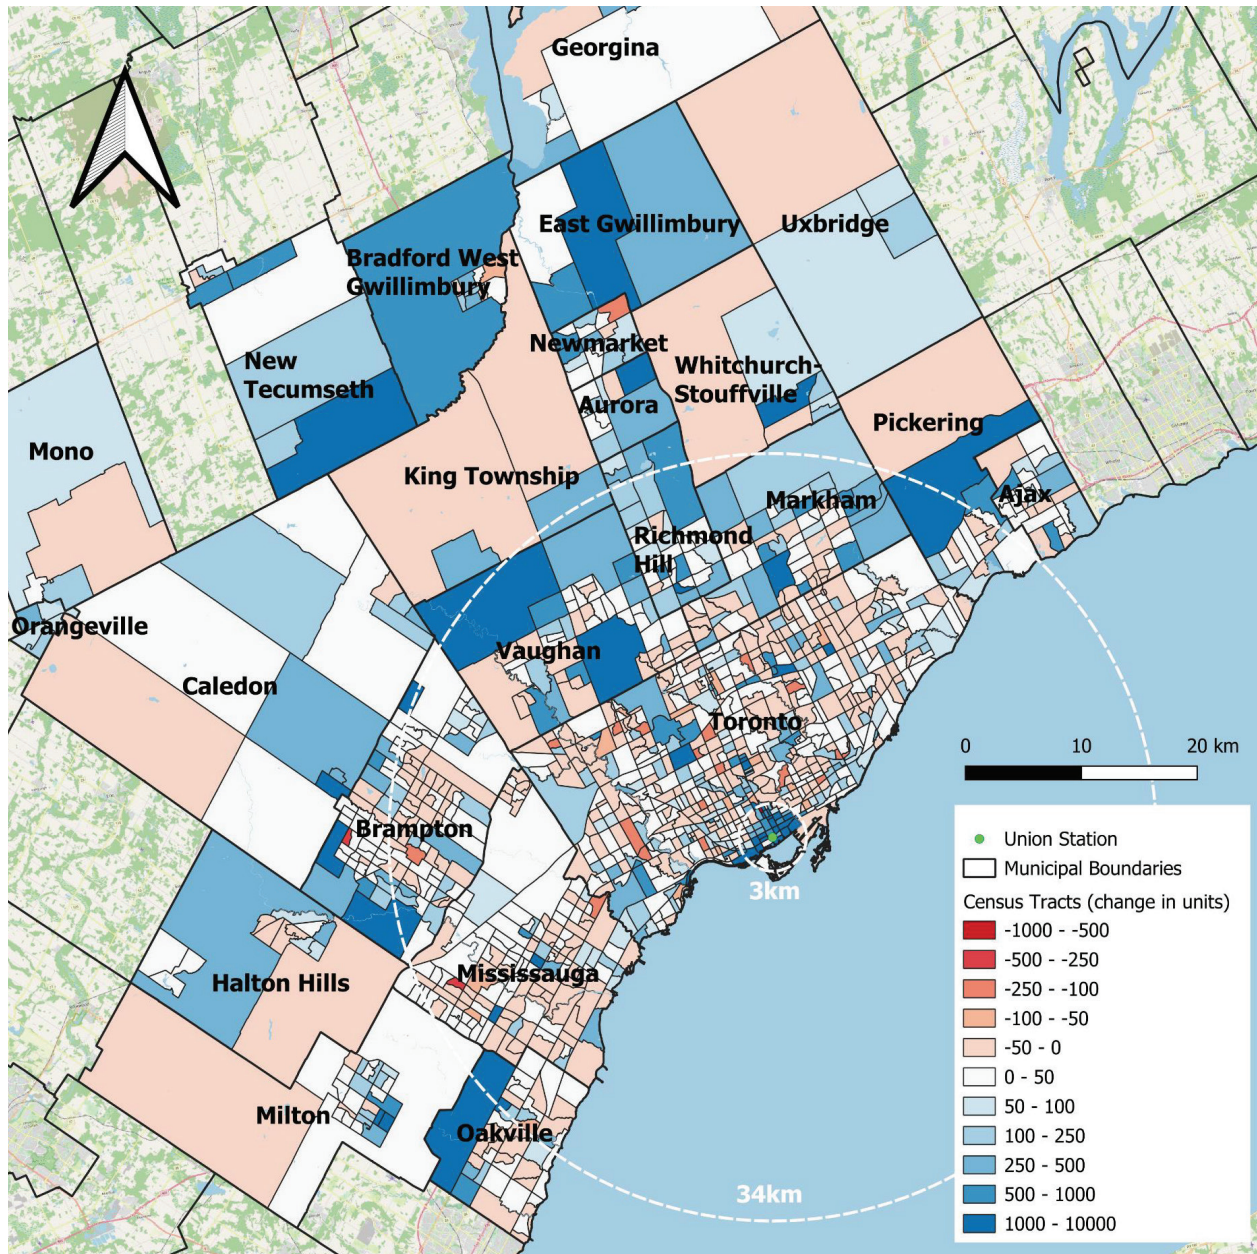 Georgina
East Gwillimbury
Uxbridge
Bradford West
Gwillimbury
Newmarket
New
Tecumseth
Whitchurch-
Stouffville
Aurora
Pickering
Mono
King Township
Markham
Ajax
Richmond
Hill
Orangeville
Vaughan
Caledon
Toronto
0 10 20 km
Brampton
3km
Union Station
Municipal Boundaries
Census Tracts (change in units)
-1000 - -500
-500 - -250
-250 - -100
-100 - -50
-50 - 0
0 - 50
50 - 100
100 - 250
250 - 500
500 - 1000
1000 - 10000
Mississauga
Halton Hills
Milton
Oakville
34km